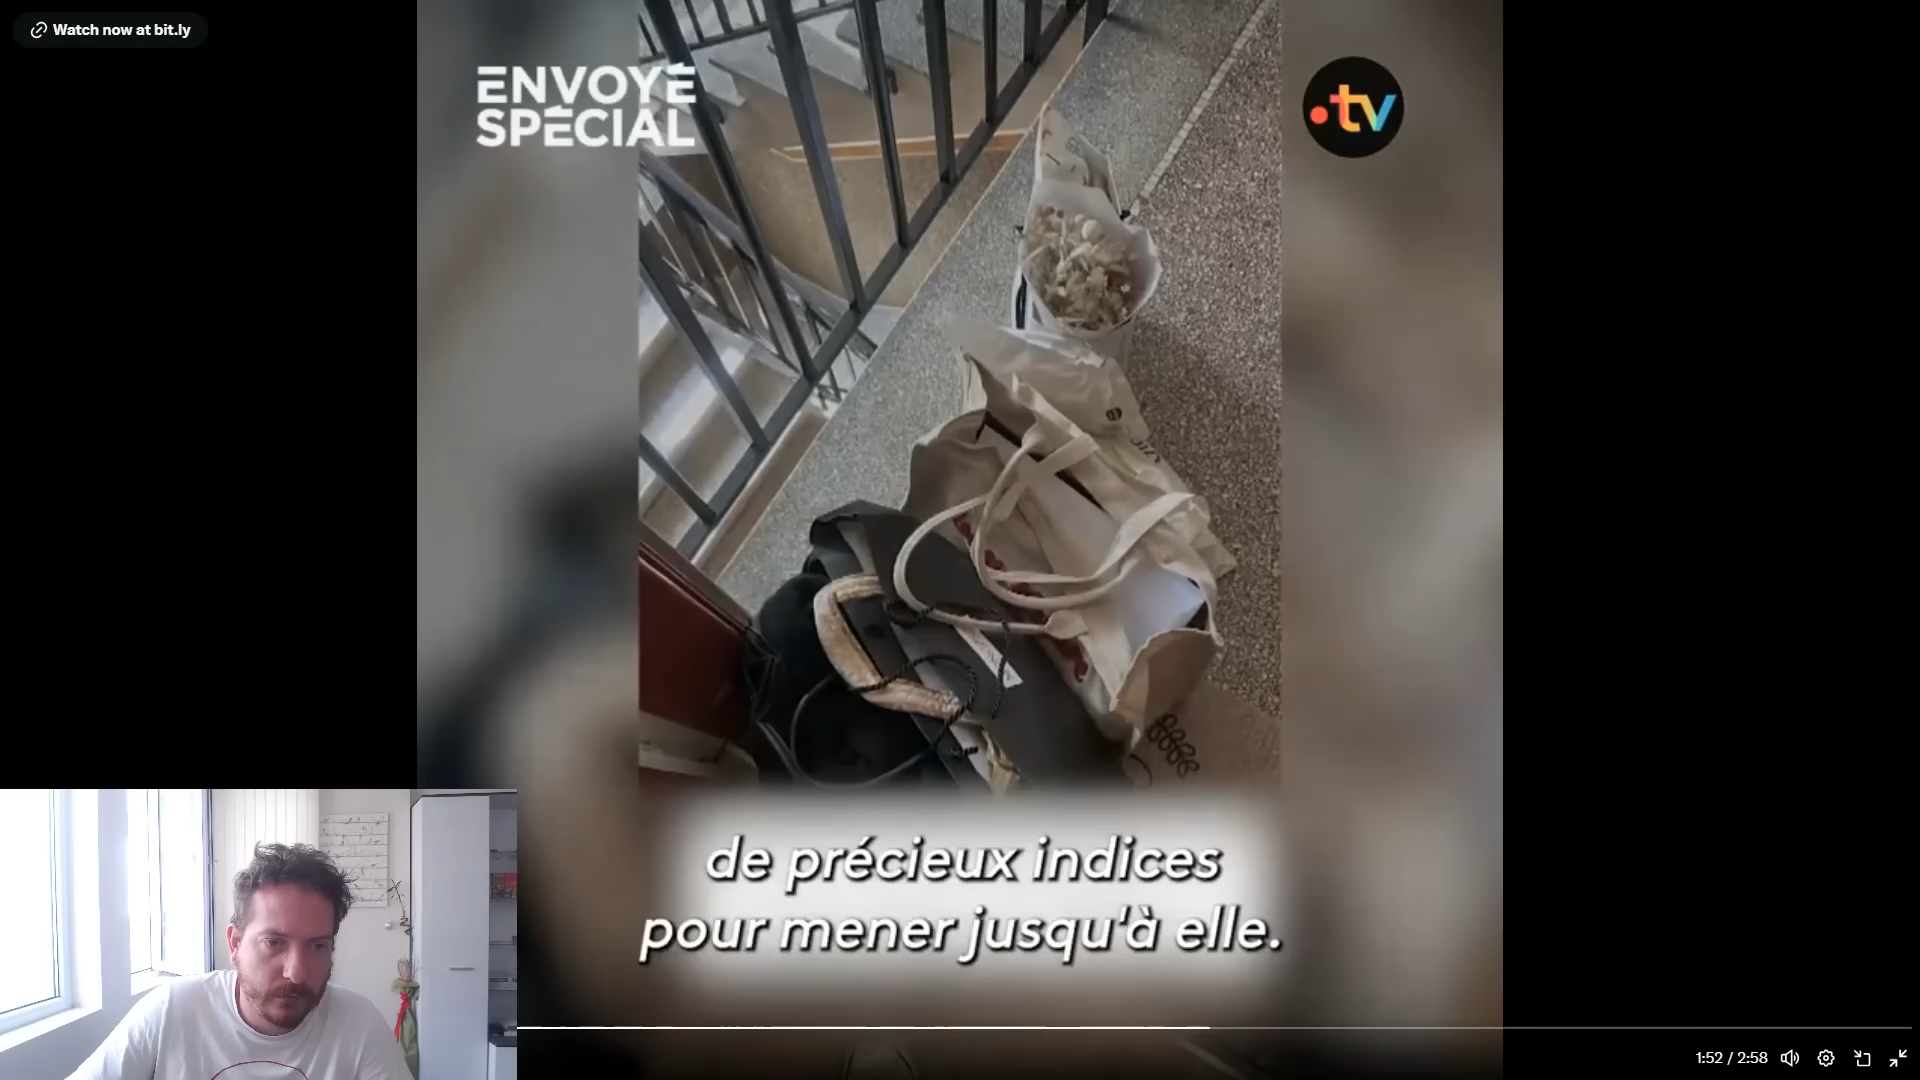 Watch now at bit.ly
ENVOYÉ
SPÉCIAL
.tv
de précieux indices
pour mener jusqu'à elle.
1:52 / 2:58